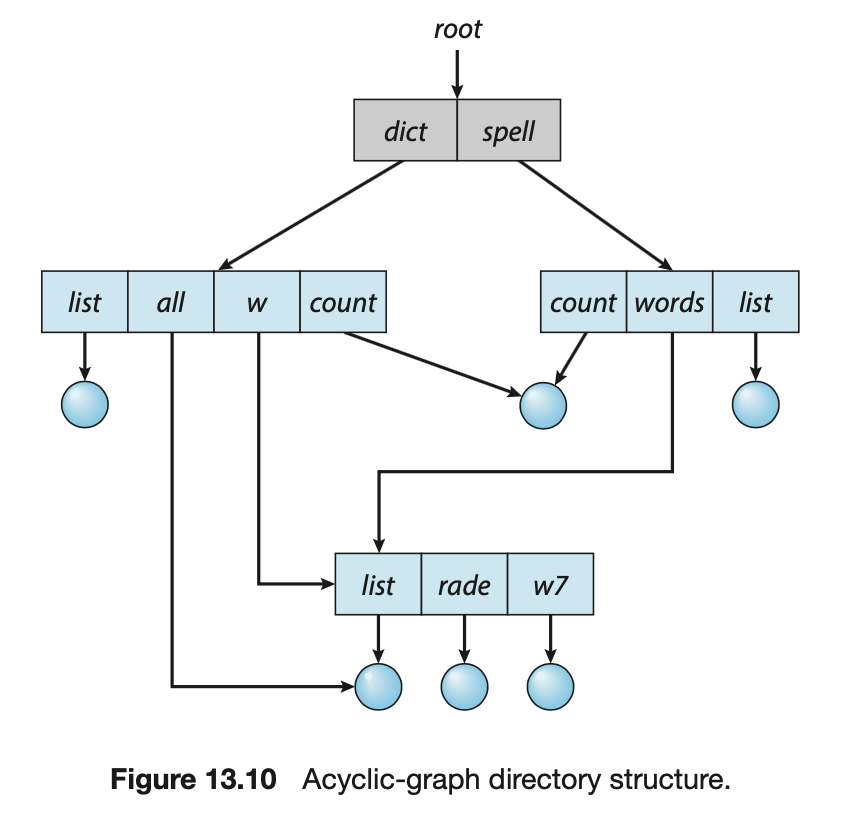 root
dict spell
list all w count count words list
list rade w7
Figure 13.10 Acyclic-graph directory structure.